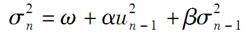 σ²ₙ = ω + αu²ₙ₋₁ + βσ²ₙ₋₁